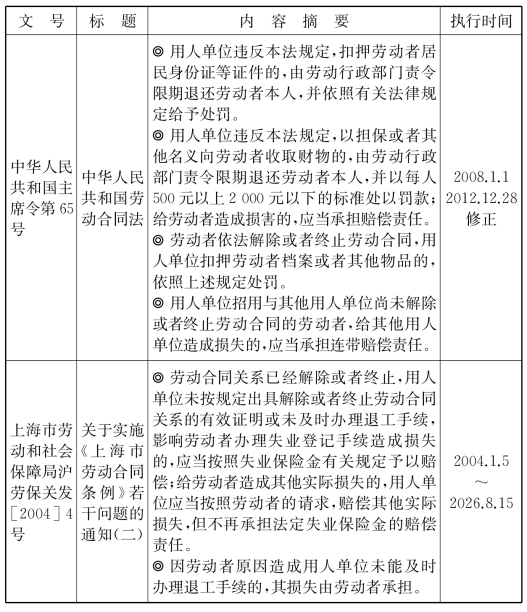 文 号
标 题
内 容 摘 要
执行时间
中华人民
共和国主
席令第 65
号
中华人民
共和国劳
动合同法
◎ 用人单位违反本法规定,扣押劳动者居
民身份证等证件的,由劳动行政部门责令
限期退还劳动者本人,并依照有关法律规
定给予处罚。
◎ 用人单位违反本法规定,以担保或者其
他名义向劳动者收取财物的,由劳动行政
部门责令限期退还劳动者本人,并以每人
500 元以上 2 000 元以下的标准处以罚款;
给劳动者造成损害的,应当承担赔偿责任。
◎ 劳动者依法解除或者终止劳动合同,用
人单位扣押劳动者档案或者其他物品的,
依照上述规定处罚。
◎ 用人单位招用与其他用人单位尚未解除
或者终止劳动合同的劳动者,给其他用人
单位造成损失的,应当承担连带赔偿责任。
2008.1.1
2012.12.28
修正
上海市劳
动和社会
保障局沪
劳保关发
[2004] 4
号
关于实施
《上海市
劳动合同
条例》若
干问题的
通知(二)
◎ 劳动合同关系已经解除或者终止,用人
单位未按规定出具解除或者终止劳动合同
关系的有效证明或未及时办理退工手续,
影响劳动者办理失业登记手续造成损失
的,应当按照失业保险金有关规定予以赔
偿;给劳动者造成其他实际损失的,用人单
位应当按照劳动者的请求,赔偿其他实际
损失,但不再承担法定失业保险金的赔偿
责任。
◎ 因劳动者原因造成用人单位未能及时
办理退工手续的,其损失由劳动者承担。
2004.1.5
~
2026.8.15